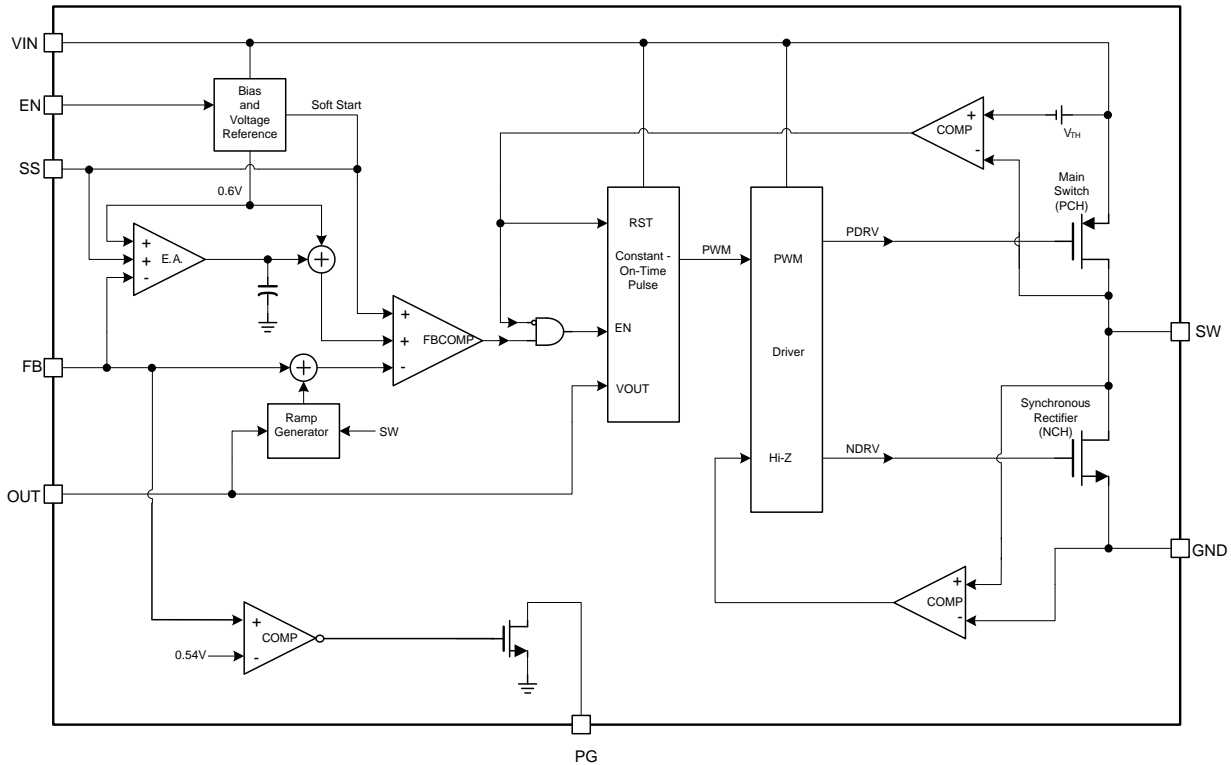 VIN
EN
SS
FB
OUT
Bias
and
Voltage
Reference
Soft Start
0.6V
+
+
-
E.A.
+
+
+
+
-
FBCOMP
Ramp
Generator
SW
RST
Constant -
On-Time
Pulse
EN
VOUT
PWM
PWM
Driver
Hi-Z
PDRV
NDRV
COMP
+
-
VTH
Main
Switch
(PCH)
Synchronous
Rectifier
(NCH)
SW
GND
COMP
+
-
+
COMP
-
0.54V
PG